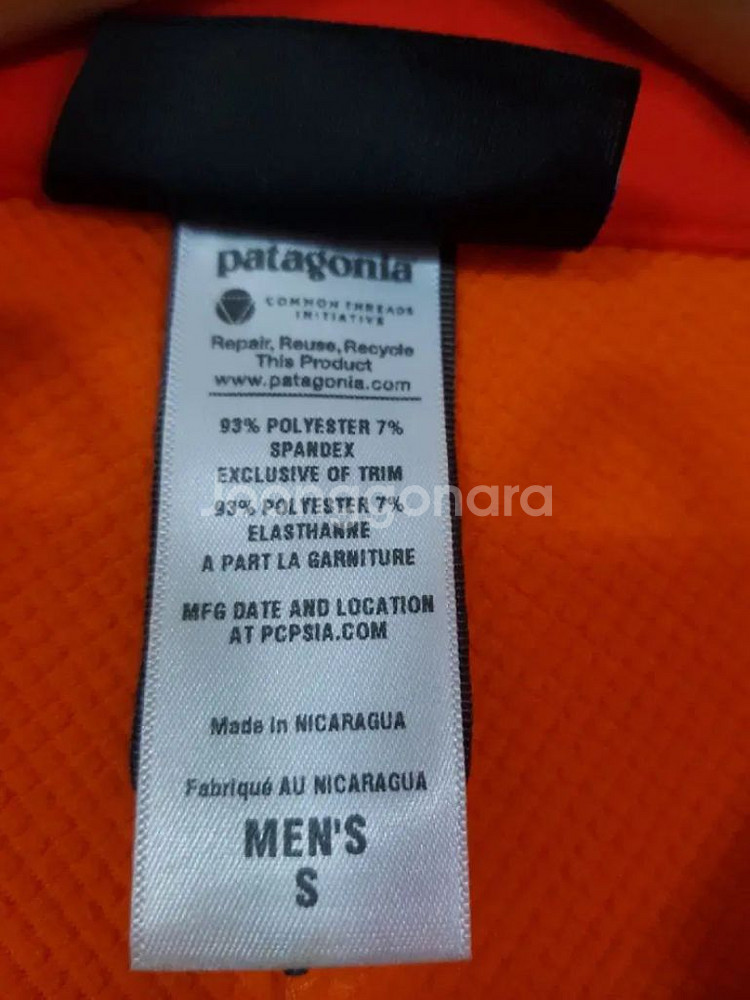 patagonia
COMMON THREADS
INITIATIVE
Repair, Reuse, Recycle
This Product
www.patagonia.com
93% POLYESTER 7%
SPANDEX
EXCLUSIVE OF TRIM
Joonggonara
93% POLYESTER 7%
ELASTHANNE
A PART LA GARNITURE
MFG DATE AND LOCATION
AT PCPSIA.COM
Made in NICARAGUA
Fabriqué AU NICARAGUA
MEN'S
S